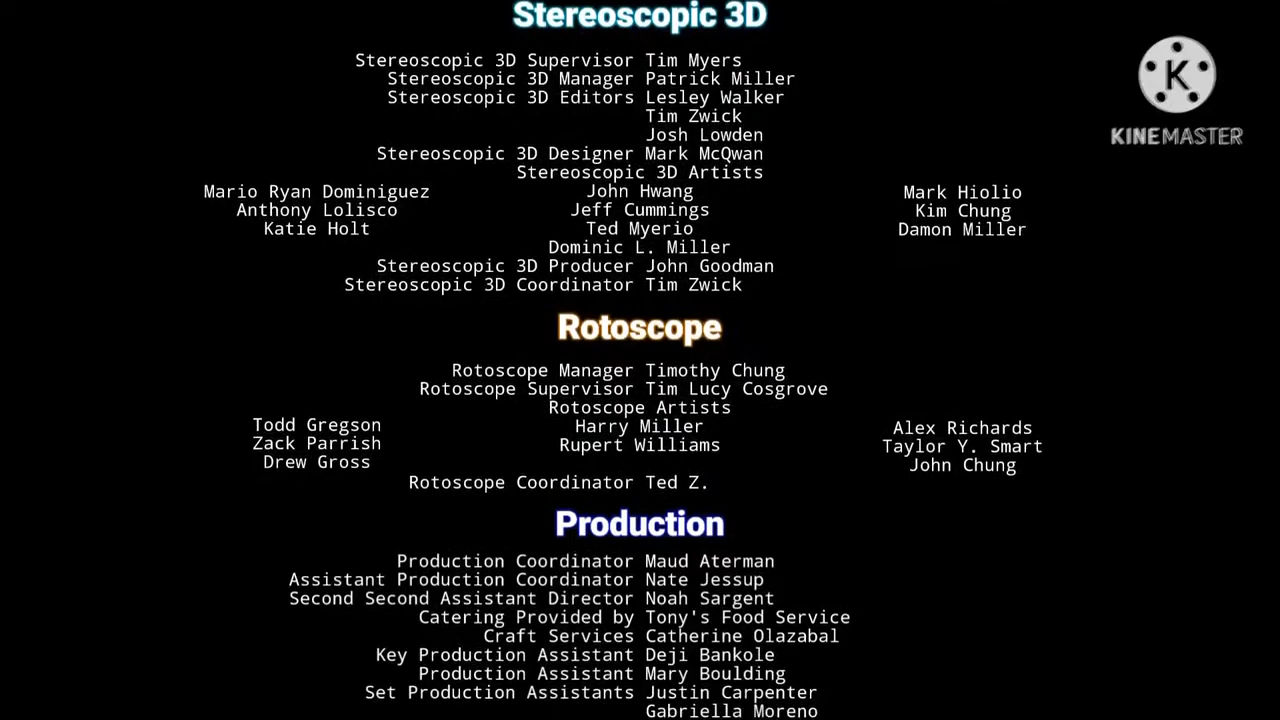 Stereoscopic 3D
Stereoscopic 3D Supervisor Tim Myers
Stereoscopic 3D Manager Patrick Miller
Stereoscopic 3D Editors Lesley Walker
Tim Zwick
Josh Lowden
Stereoscopic 3D Designer Mark McQwan
Stereoscopic 3D Artists
Mario Ryan Dominiguez John Hwang Mark Hiolio
Anthony Lolisco Jeff Cummings Kim Chung
Katie Holt Ted Myerio Damon Miller
Dominic L. Miller
Stereoscopic 3D Producer John Goodman
Stereoscopic 3D Coordinator Tim Zwick
Rotoscope
Rotoscope Manager Timothy Chung
Rotoscope Supervisor Tim Lucy Cosgrove
Rotoscope Artists
Todd Gregson Harry Miller Alex Richards
Zack Parrish Rupert Williams Taylor Y. Smart
Drew Gross John Chung
Rotoscope Coordinator Ted Z.
Production
Production Coordinator Maud Aterman
Assistant Production Coordinator Nate Jessup
Second Second Assistant Director Noah Sargent
Catering Provided by Tony's Food Service
Craft Services Catherine Olazabal
Key Production Assistant Deji Bankole
Production Assistant Mary Boulding
Set Production Assistants Justin Carpenter
Gabriella Moreno
K
KINEMASTER